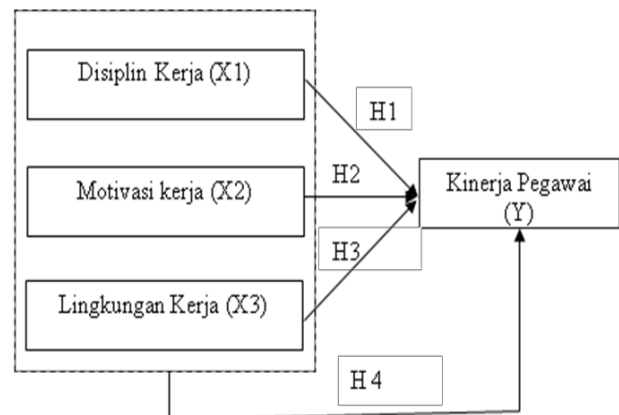 Disiplin Kerja (X1)
H1
Motivasi kerja (X2)
H2
Kinerja Pegawai
(Y)
H3
Lingkungan Kerja (X3)
H4